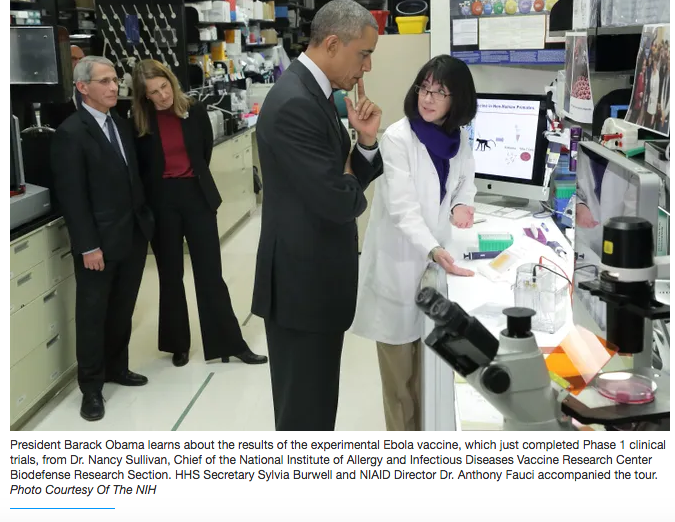 President Barack Obama learns about the results of the experimental Ebola vaccine, which just completed Phase 1 clinical
trials, from Dr. Nancy Sullivan, Chief of the National Institute of Allergy and Infectious Diseases Vaccine Research Center
Biodefense Research Section. HHS Secretary Sylvia Burwell and NIAID Director Dr. Anthony Fauci accompanied the tour.
Photo Courtesy Of The NIH